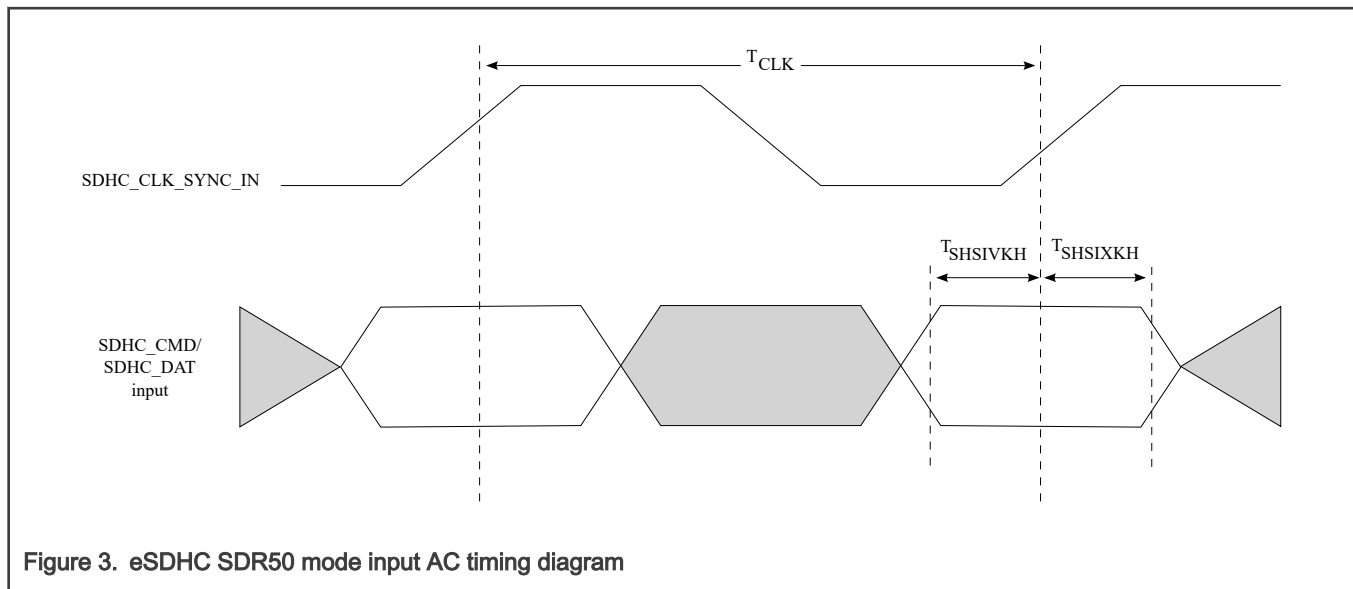 TCLK
SDHC_CLK_SYNC_IN
TSHSIVKH
TSHSIXKH
SDHC_CMD/
SDHC_DAT
input
Figure 3. eSDHC SDR50 mode input AC timing diagram